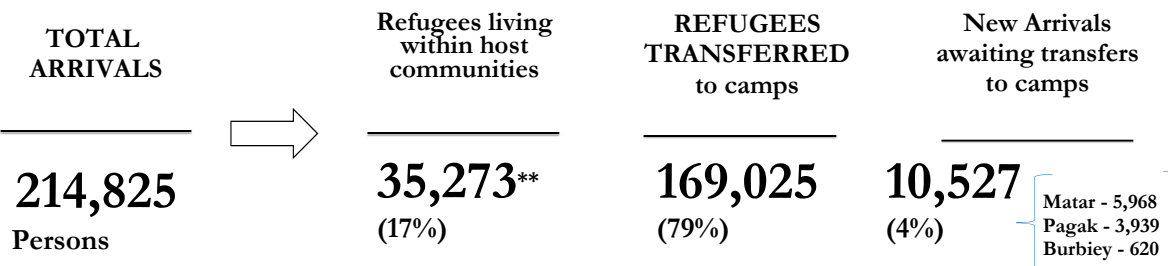 TOTAL
ARRIVALS
214,825
Persons
Refugees living
within host
communities
35,273**
(17%)
REFUGEES
TRANSFERRED
to camps
169,025
(79%)
New Arrivals
awaiting transfers
to camps
10,527
(4%)
Matar - 5,968
Pagak - 3,939
Burbiey - 620